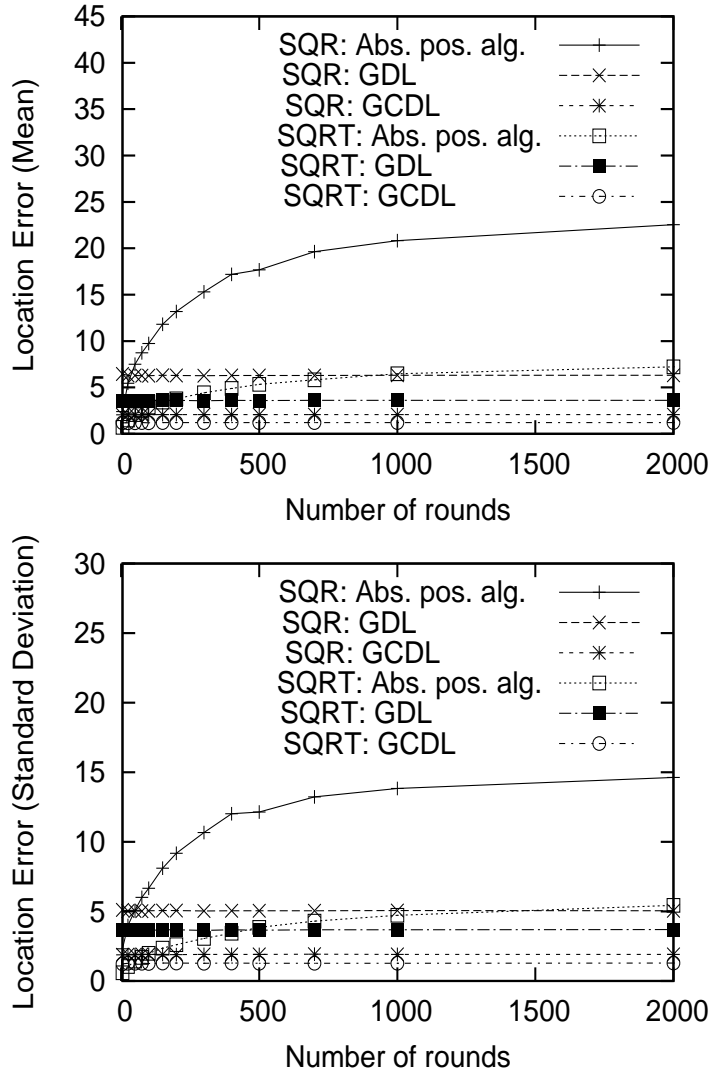 45
40
35
30
25
20
15
10
5
0
Location Error (Mean)
SQR: Abs. pos. alg.
SQR: GDL
SQR: GCDL
SQRT: Abs. pos. alg.
SQRT: GDL
SQRT: GCDL
0 500 1000 1500 2000
Number of rounds
30
25
20
15
10
5
0
Location Error (Standard Deviation)
SQR: Abs. pos. alg.
SQR: GDL
SQR: GCDL
SQRT: Abs. pos. alg.
SQRT: GDL
SQRT: GCDL
0 500 1000 1500 2000
Number of rounds